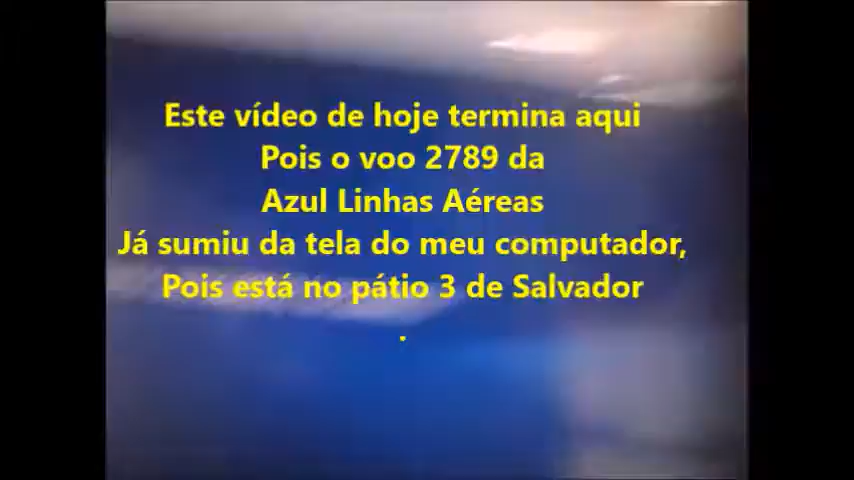 Este vídeo de hoje termina aqui
Pois o voo 2789 da
Azul Linhas Aéreas
Já sumiu da tela do meu computador,
Pois está no pátio 3 de Salvador
.